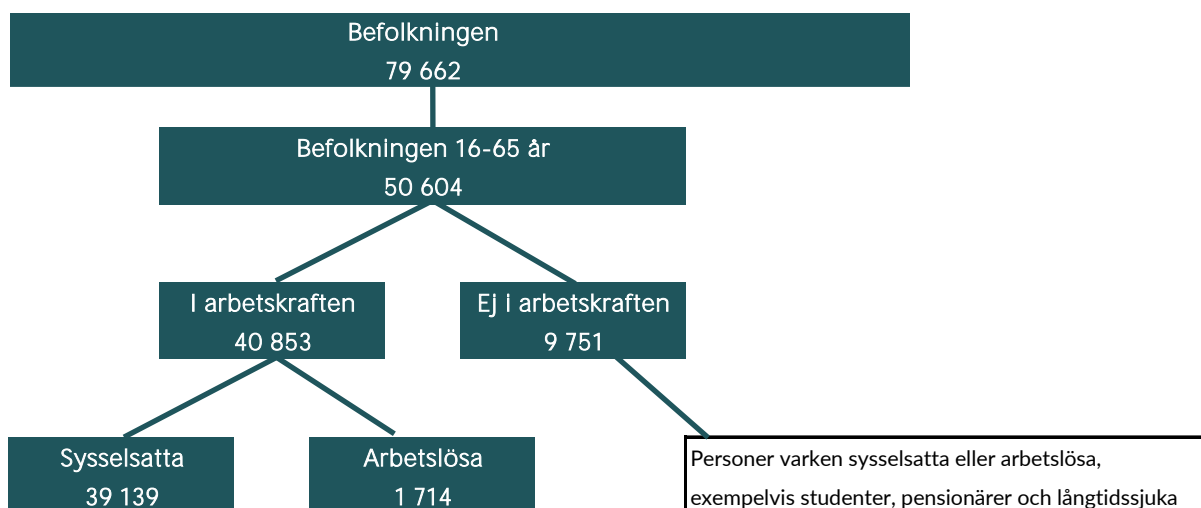 Befolkningen
79 662
Befolkningen 16-65 år
50 604
I arbetskraften
40 853
Ej i arbetskraften
9 751
Sysselsatta
39 139
Arbetslösa
1 714
Personer varken sysselsatta eller arbetslösa,
exempelvis studenter, pensionärer och långtidssjuka